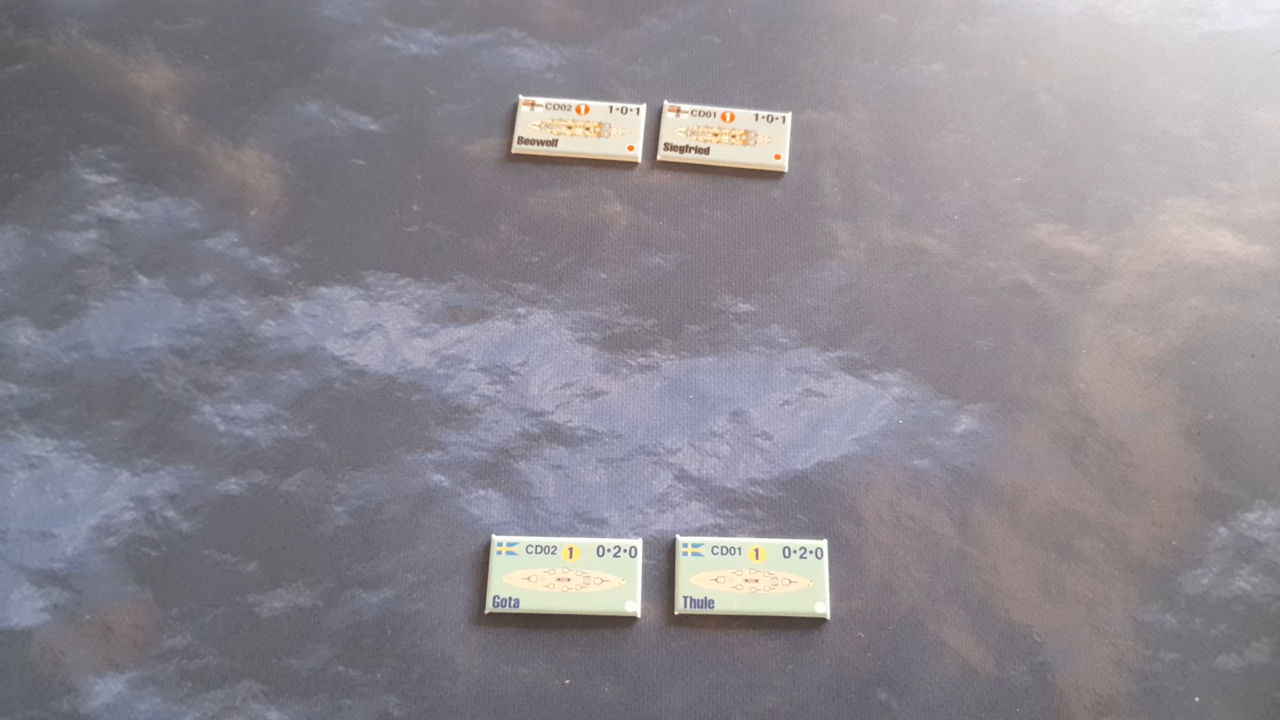 CD02 1 1•0•1
Beowolf
CD01 1 1•0•1
Siegfried
CD02 1 0•2•0
Gota
CD01 1 0•2•0
Thule